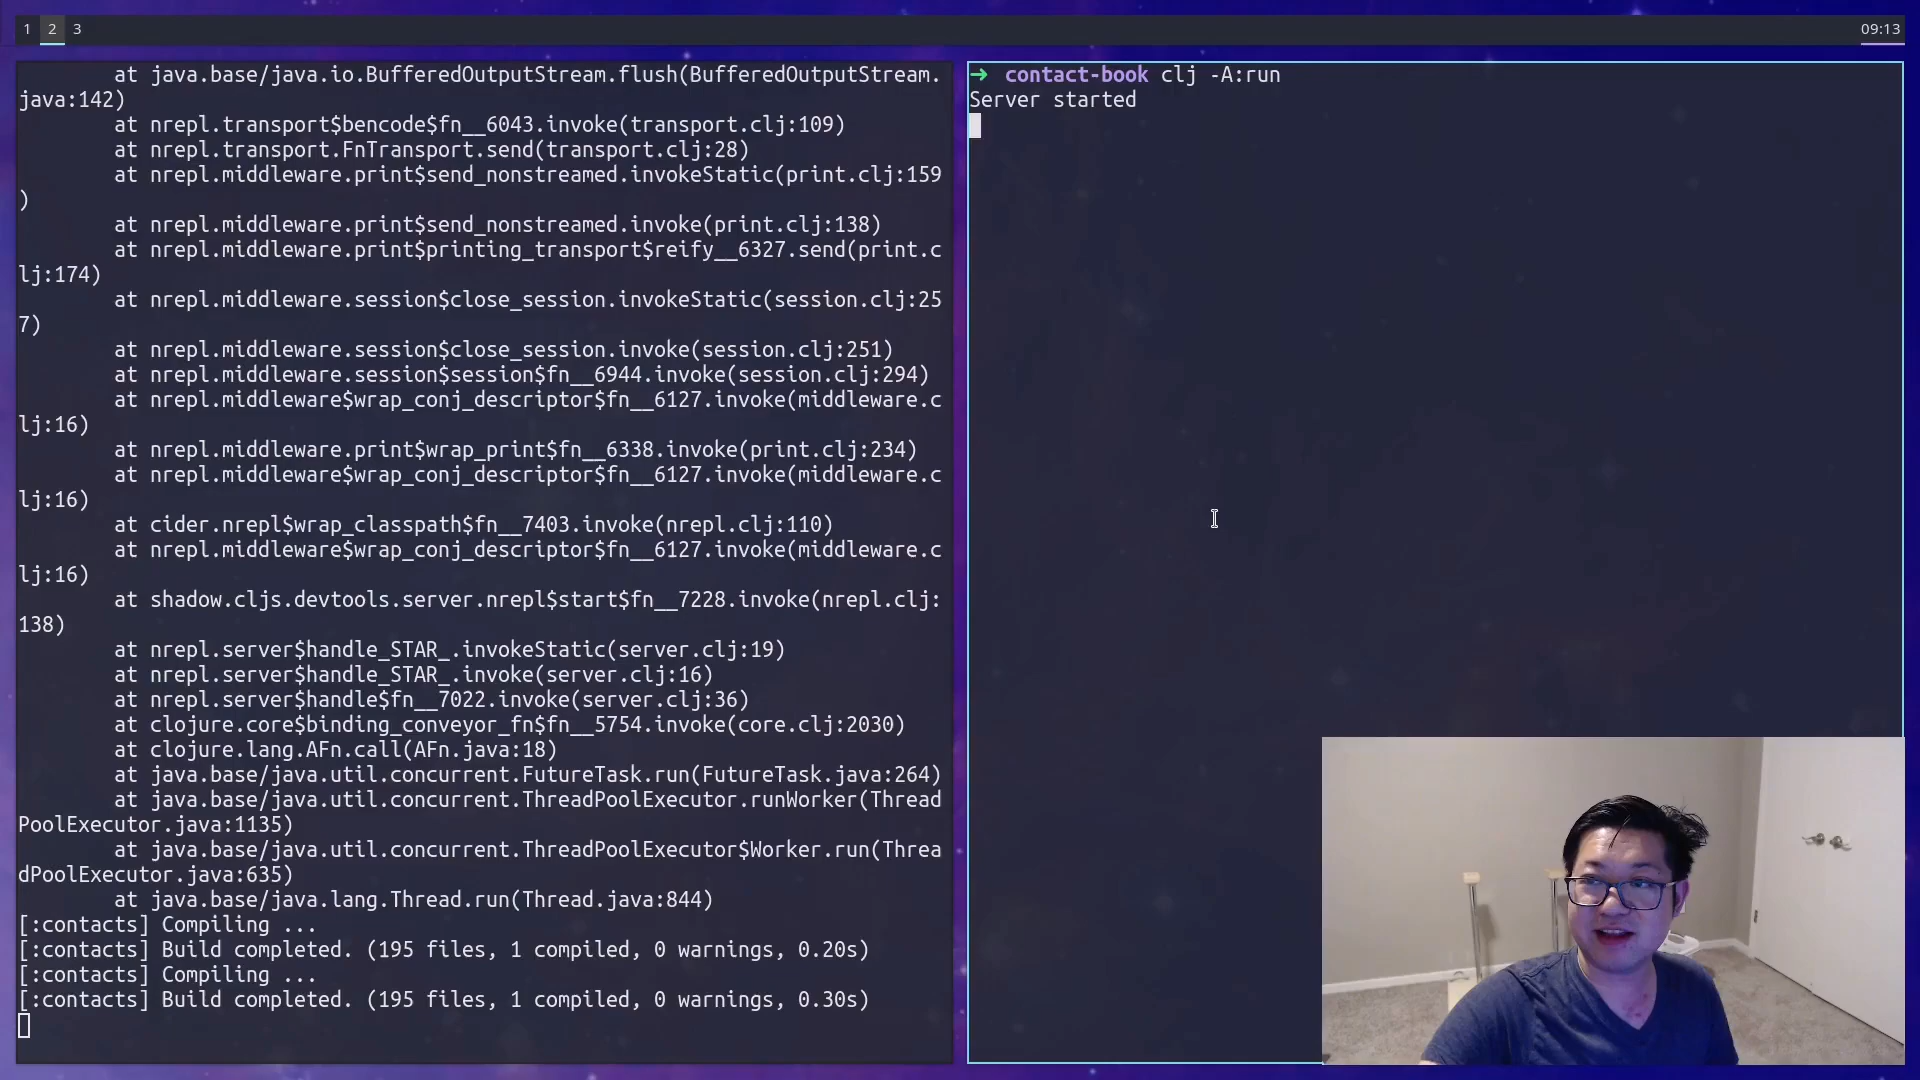 1 2 3
09:13
at java.base/java.io.BufferedOutputStream.flush(BufferedOutputStream.
java:142)
at nrepl.transport$bencode$fn__6043.invoke(transport.clj:109)
at nrepl.transport.FnTransport.send(transport.clj:28)
at nrepl.middleware.print$send_nonstreamed.invokeStatic(print.clj:159
)
at nrepl.middleware.print$send_nonstreamed.invoke(print.clj:138)
at nrepl.middleware.print$printing_transport$reify__6327.send(print.c
lj:174)
at nrepl.middleware.session$close_session.invokeStatic(session.clj:25
7)
at nrepl.middleware.session$close_session.invoke(session.clj:251)
at nrepl.middleware.session$session$fn__6944.invoke(session.clj:294)
at nrepl.middleware$wrap_conj_descriptor$fn__6127.invoke(middleware.c
lj:16)
at nrepl.middleware.print$wrap_print$fn__6338.invoke(print.clj:234)
at nrepl.middleware$wrap_conj_descriptor$fn__6127.invoke(middleware.c
lj:16)
at cider.nrepl$wrap_classpath$fn__7403.invoke(nrepl.clj:110)
at nrepl.middleware$wrap_conj_descriptor$fn__6127.invoke(middleware.c
lj:16)
at shadow.cljs.devtools.server.nrepl$start$fn__7228.invoke(nrepl.clj:
138)
at nrepl.server$handle_STAR_.invokeStatic(server.clj:19)
at nrepl.server$handle_STAR_.invoke(server.clj:16)
at nrepl.server$handle$fn__7022.invoke(server.clj:36)
at clojure.core$binding_conveyor_fn$fn__5754.invoke(core.clj:2030)
at clojure.lang.AFn.call(AFn.java:18)
at java.base/java.util.concurrent.FutureTask.run(FutureTask.java:264)
at java.base/java.util.concurrent.ThreadPoolExecutor.runWorker(Thread
PoolExecutor.java:1135)
at java.base/java.util.concurrent.ThreadPoolExecutor$Worker.run(Threa
dPoolExecutor.java:635)
at java.base/java.lang.Thread.run(Thread.java:844)
[:contacts] Compiling ...
[:contacts] Build completed. (195 files, 1 compiled, 0 warnings, 0.20s)
[:contacts] Compiling ...
[:contacts] Build completed. (195 files, 1 compiled, 0 warnings, 0.30s)
➜ contact-book clj -A:run
Server started